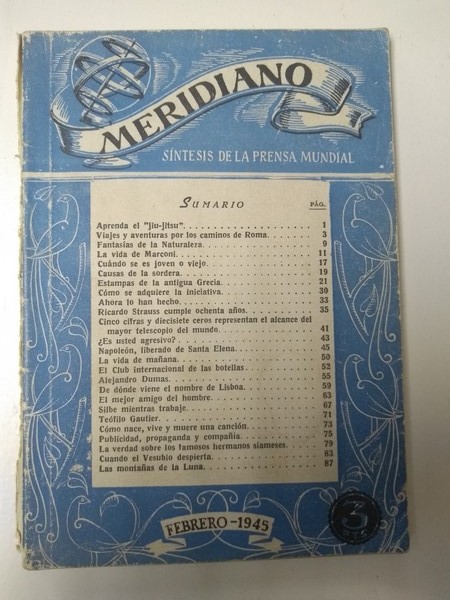 MERIDIANO
SÍNTESIS DE LA PRENSA MUNDIAL
SUMARIO PÁG.
Aprenda el "jiu-jitsu". 1
Viajes y aventuras por los caminos de Roma. 3
Fantasías de la Naturaleza. 9
La vida de Marconi. 11
Cuándo se es joven o viejo. 17
Causas de la sordera. 19
Estampas de la antigua Grecia. 21
Cómo se adquiere la iniciativa. 30
Ahora lo han hecho. 33
Ricardo Strauss cumple ochenta años. 35
Cinco cifras y diecisiete ceros representan el alcance del
mayor telescopio del mundo. 41
¿Es usted agresivo? 43
Napoleón, liberado de Santa Elena. 45
La vida de mañana. 50
El Club internacional de las botellas. 52
Alejandro Dumas. 55
De dónde viene el nombre de Lisboa. 59
El mejor amigo del hombre. 63
Silbe mientras trabaje. 67
Teófilo Gautier. 71
Cómo nace, vive y muere una canción. 73
Publicidad, propaganda y compañía. 75
La verdad sobre los famosos hermanos siameses. 79
Cuando el Vesubio despierta. 83
Las montañas de la Luna. 87
FEBRERO-1945
3